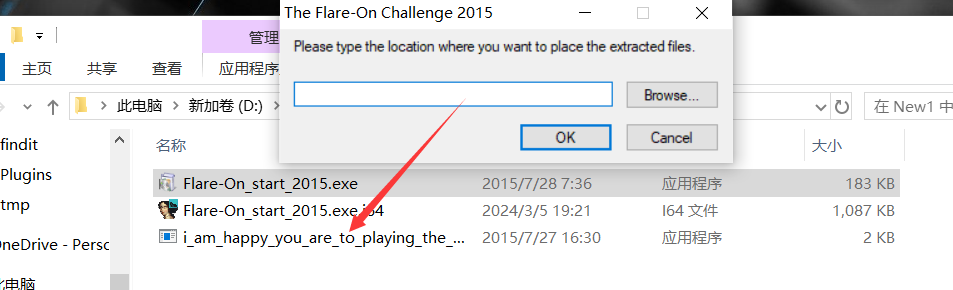 The Flare-On Challenge 2015
管理
Please type the location where you want to place the extracted files.
主页 共享 查看 应用程序
Browse...
OK Cancel
此电脑 新加卷 (D:) 在 New1 中
findit
名称 大小
Plugins
Flare-On_start_2015.exe 2015/7/28 7:36 应用程序 183 KB
tmp
Flare-On_start_2015.exe.i64 2024/3/5 19:21 I64 文件 1,087 KB
OneDrive - Perso
i_am_happy_you_are_to_playing_the_... 2015/7/27 16:30 应用程序 2 KB
此电脑